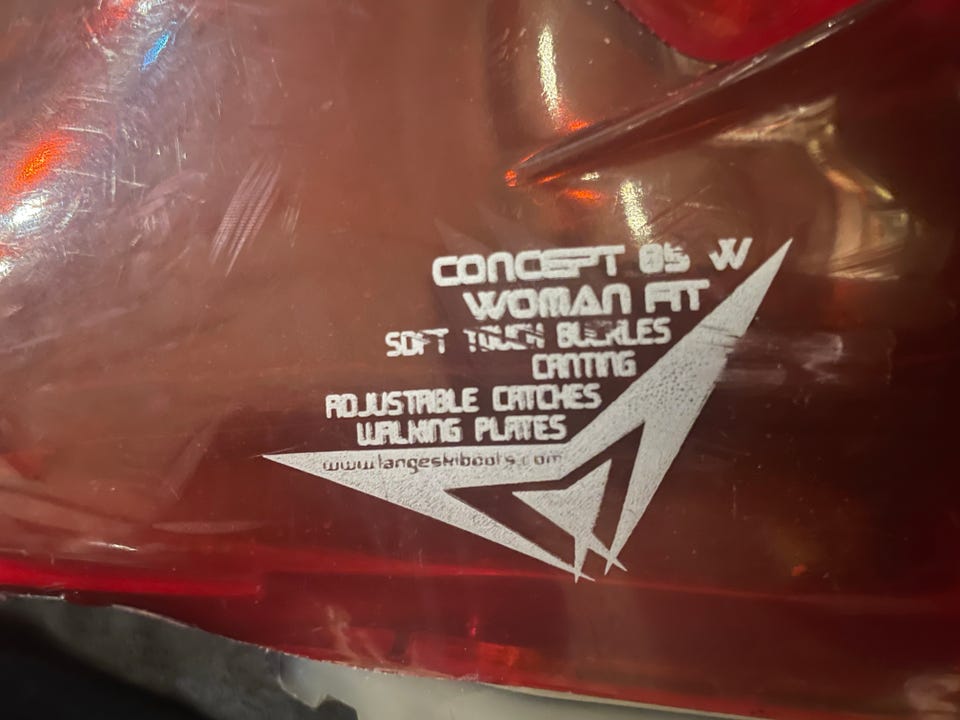 CONCEPT 85 W
WOMAN FIT
SOFT TOUCH BUCKLES
CANTING
ADJUSTABLE CATCHES
WALKING PLATES
www.langeskiboots.com